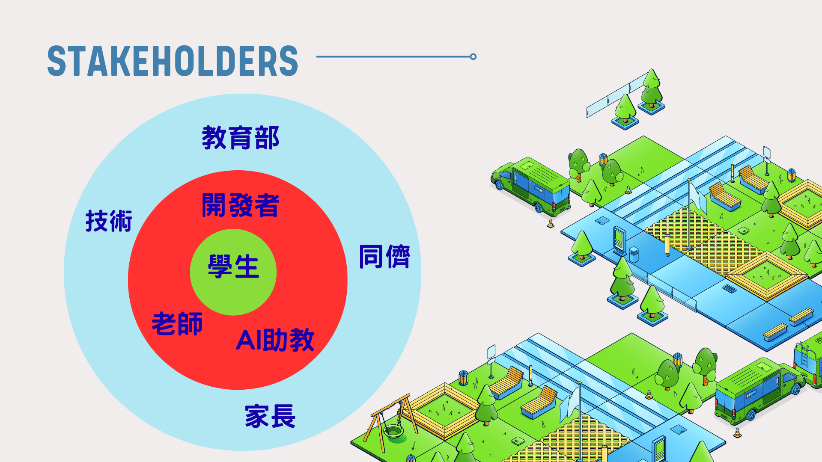 STAKEHOLDERS
教育部
開發者
技術
同儕
學生
老師
AI助教
家長